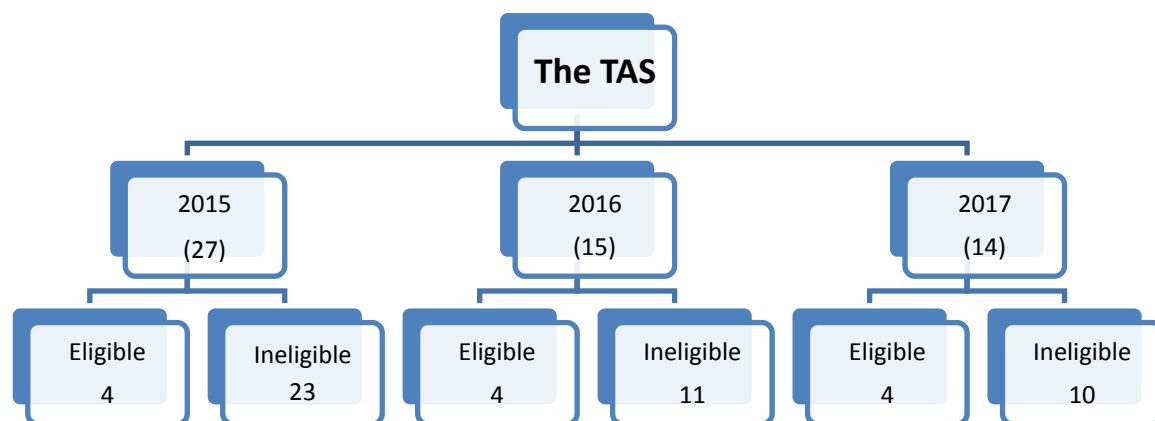 The TAS
2015
(27)
2016
(15)
2017
(14)
Eligible
4
Ineligible
23
Eligible
4
Ineligible
11
Eligible
4
Ineligible
10